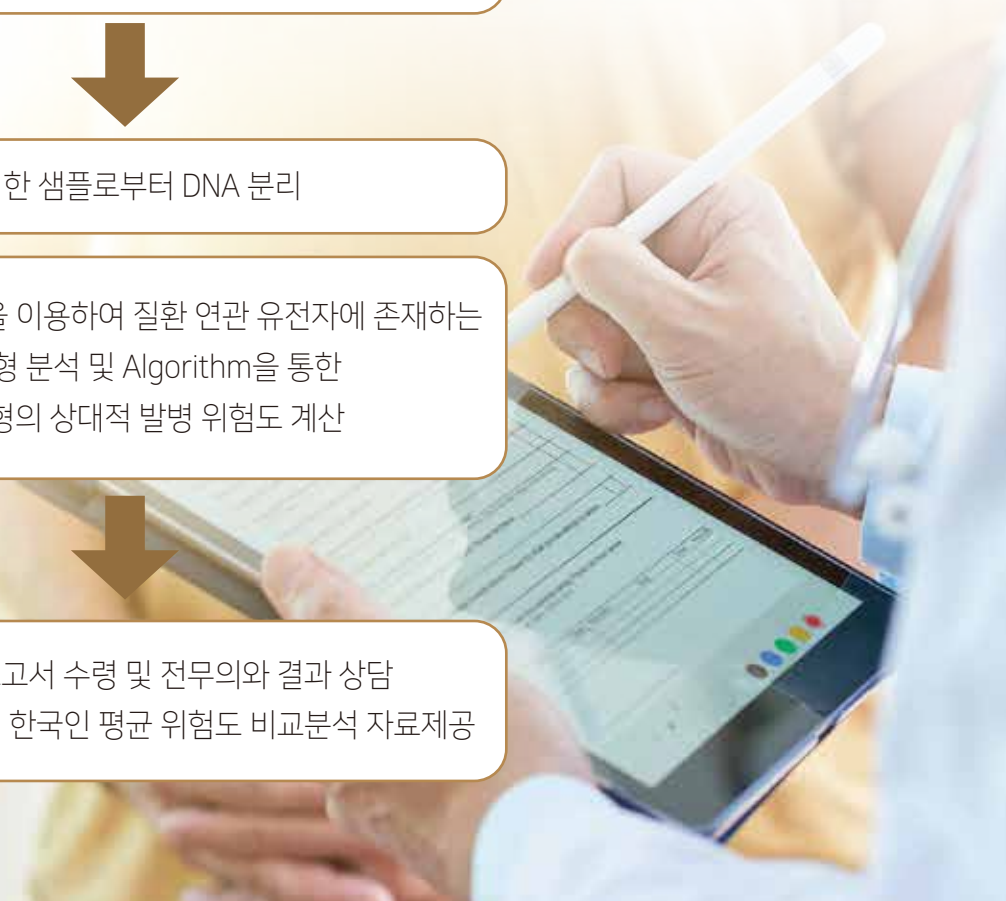 한 샘플로부터 DNA 분리
을 이용하여 질환 연관 유전자에 존재하는
형 분석 및 Algorithm을 통한
형의 상대적 발병 위험도 계산
고서 수령 및 전무의와 결과 상담
한국인 평균 위험도 비교분석 자료제공